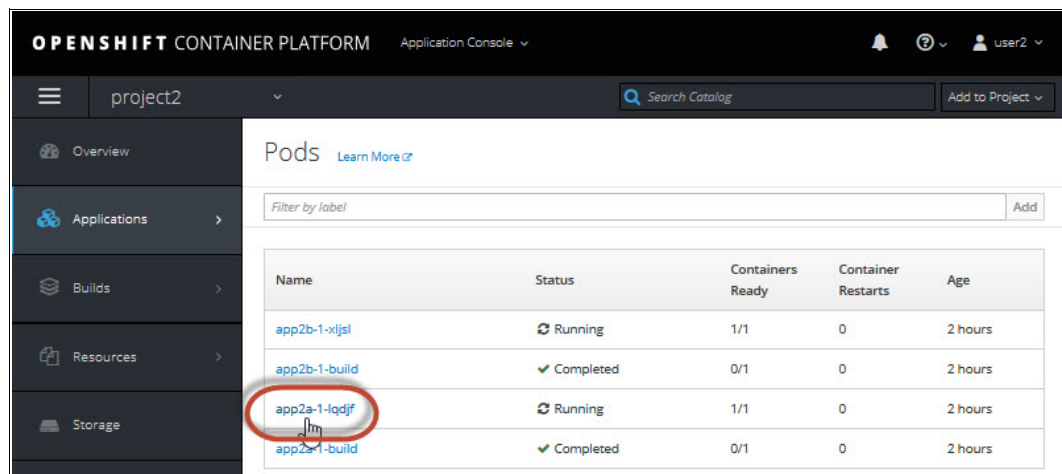 OPENSHIFT CONTAINER PLATFORM Application Console user2
project2 Search Catalog Add to Project
Overview
Pods Learn More
Applications
Filter by label Add
Name Status Containers Ready Container Restarts Age
Builds
app2b-1-xljsl Running 1/1 0 2 hours
Resources
app2b-1-build Completed 0/1 0 2 hours
app2a-1-lqdjf Running 1/1 0 2 hours
Storage
app2a-1-build Completed 0/1 0 2 hours